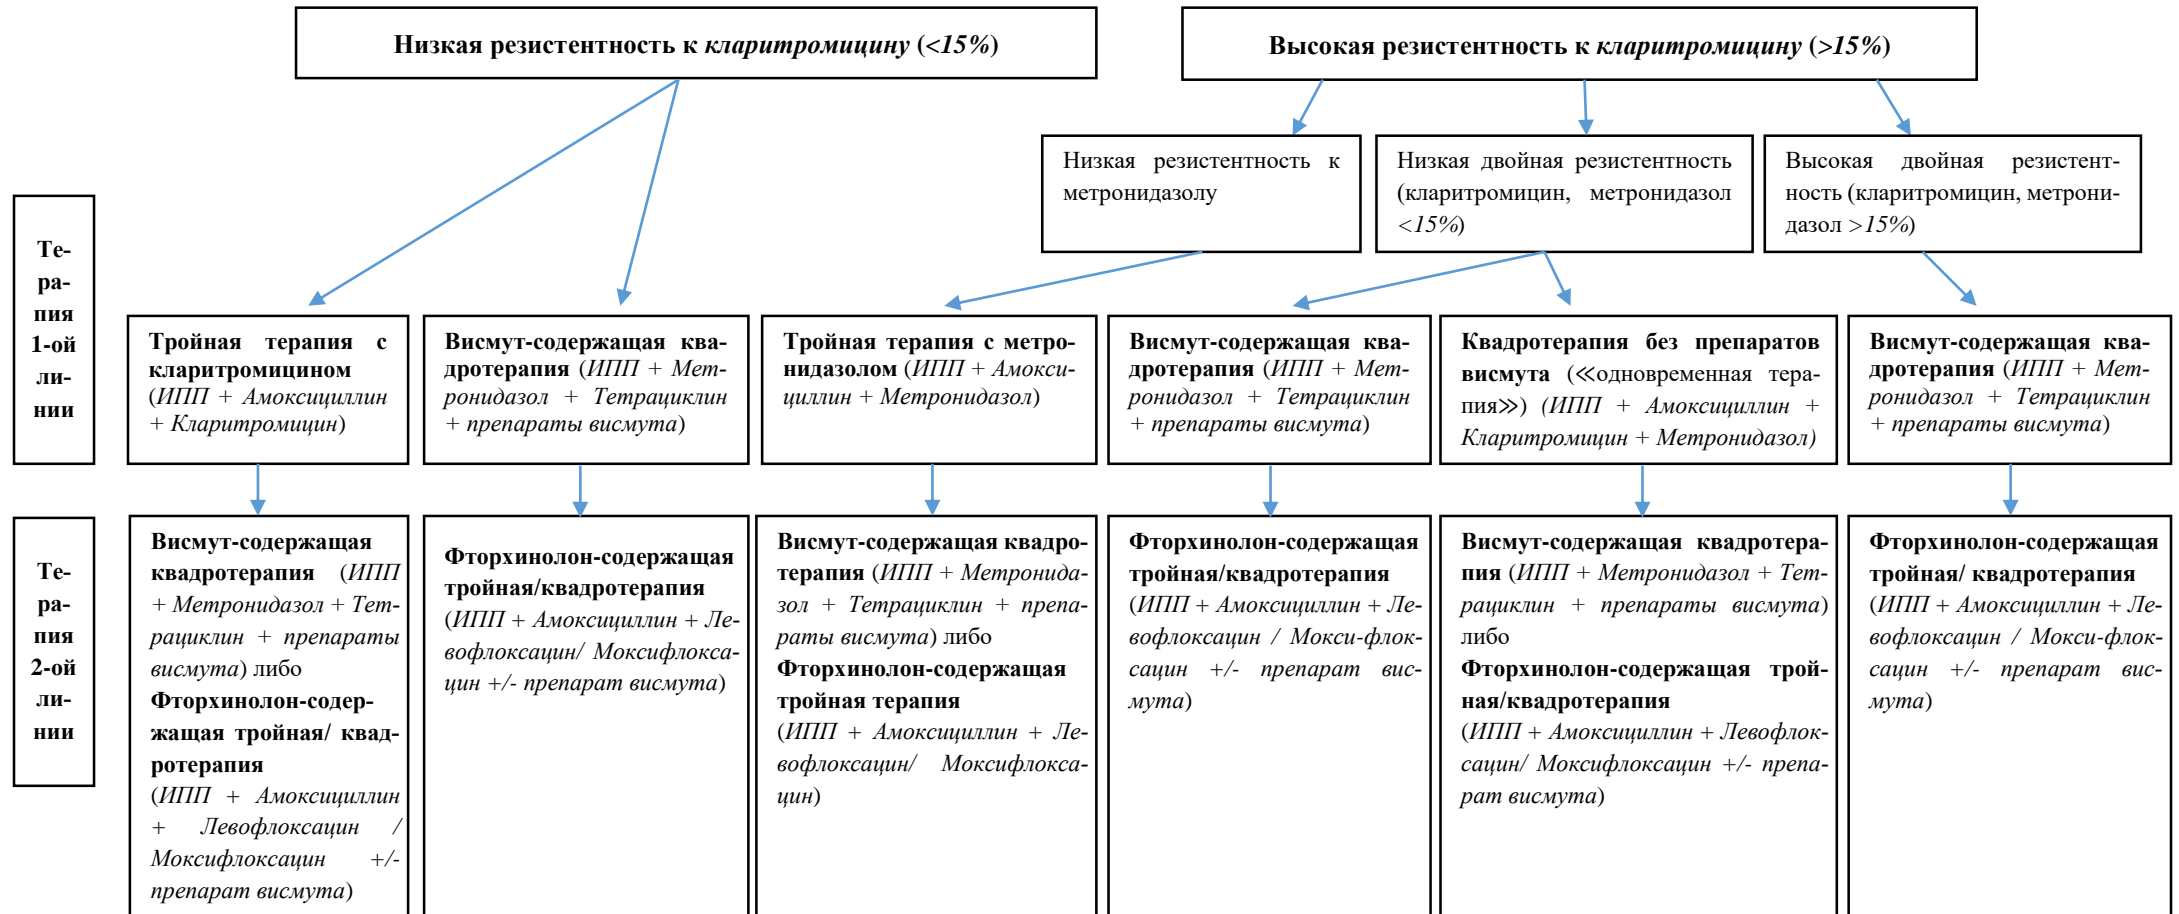 Низкая резистентность к кларитромицину (<15%)
Высокая резистентность к кларитромицину (>15%)
Низкая резистентность к
метронидазолу
Низкая двойная резистентность
(кларитромицин, метронидазол
<15%)
Высокая двойная резистент-
ность (кларитромицин, метрони-
дазол >15%)
Те-
ра-
пия
1-ой
ли-
нии
Тройная терапия с
кларитромицином
(ИПП + Амоксициллин
+ Кларитромицин)
Висмут-содержащая ква-
дротерапия (ИПП + Мет-
ронидазол + Тетрациклин
+ препараты висмута)
Тройная терапия с метро-
нидазолом (ИПП + Амокси-
циллин + Метронидазол)
Висмут-содержащая ква-
дротерапия (ИПП + Мет-
ронидазол + Тетрациклин
+ препараты висмута)
Квадротерапия без препаратов
висмута (≪одновременная тера-
пия≫) (ИПП + Амоксициллин +
Кларитромицин + Метронидазол)
Висмут-содержащая ква-
дротерапия (ИПП + Мет-
ронидазол + Тетрациклин
+ препараты висмута)
Те-
ра-
пия
2-ой
ли-
нии
Висмут-содержащая
квадротерапия (ИПП
+ Метронидазол + Тет-
рациклин + препараты
висмута) либо
Фторхинолон-содер-
жащая тройная/ квад-
ротерапия
(ИПП + Амоксициллин
+ Левофлоксацин /
Моксифлоксацин +/-
препарат висмута)
Фторхинолон-содержащая
тройная/квадротерапия
(ИПП + Амоксициллин + Ле-
вофлоксацин/ Моксифлокса-
цин +/- препарат висмута)
Висмут-содержащая квадро-
терапия (ИПП + Метронида-
зол + Тетрациклин + препа-
раты висмута) либо
Фторхинолон-содержащая
тройная терапия
(ИПП + Амоксициллин + Ле-
вофлоксацин/ Моксифлокса-
цин)
Фторхинолон-содержащая
тройная/квадротерапия
(ИПП + Амоксициллин + Ле-
вофлоксацин / Мокси-флок-
сацин +/- препарат вис-
мута)
Висмут-содержащая квадротера-
пия (ИПП + Метронидазол + Тет-
рациклин + препараты висмута)
либо
Фторхинолон-содержащая трой-
ная/квадротерапия
(ИПП + Амоксициллин + Левофлок-
сацин/ Моксифлоксацин +/- препа-
рат висмута)
Фторхинолон-содержащая
тройная/ квадротерапия
(ИПП + Амоксициллин + Ле-
вофлоксацин / Мокси-флок-
сацин +/- препарат вис-
мута)